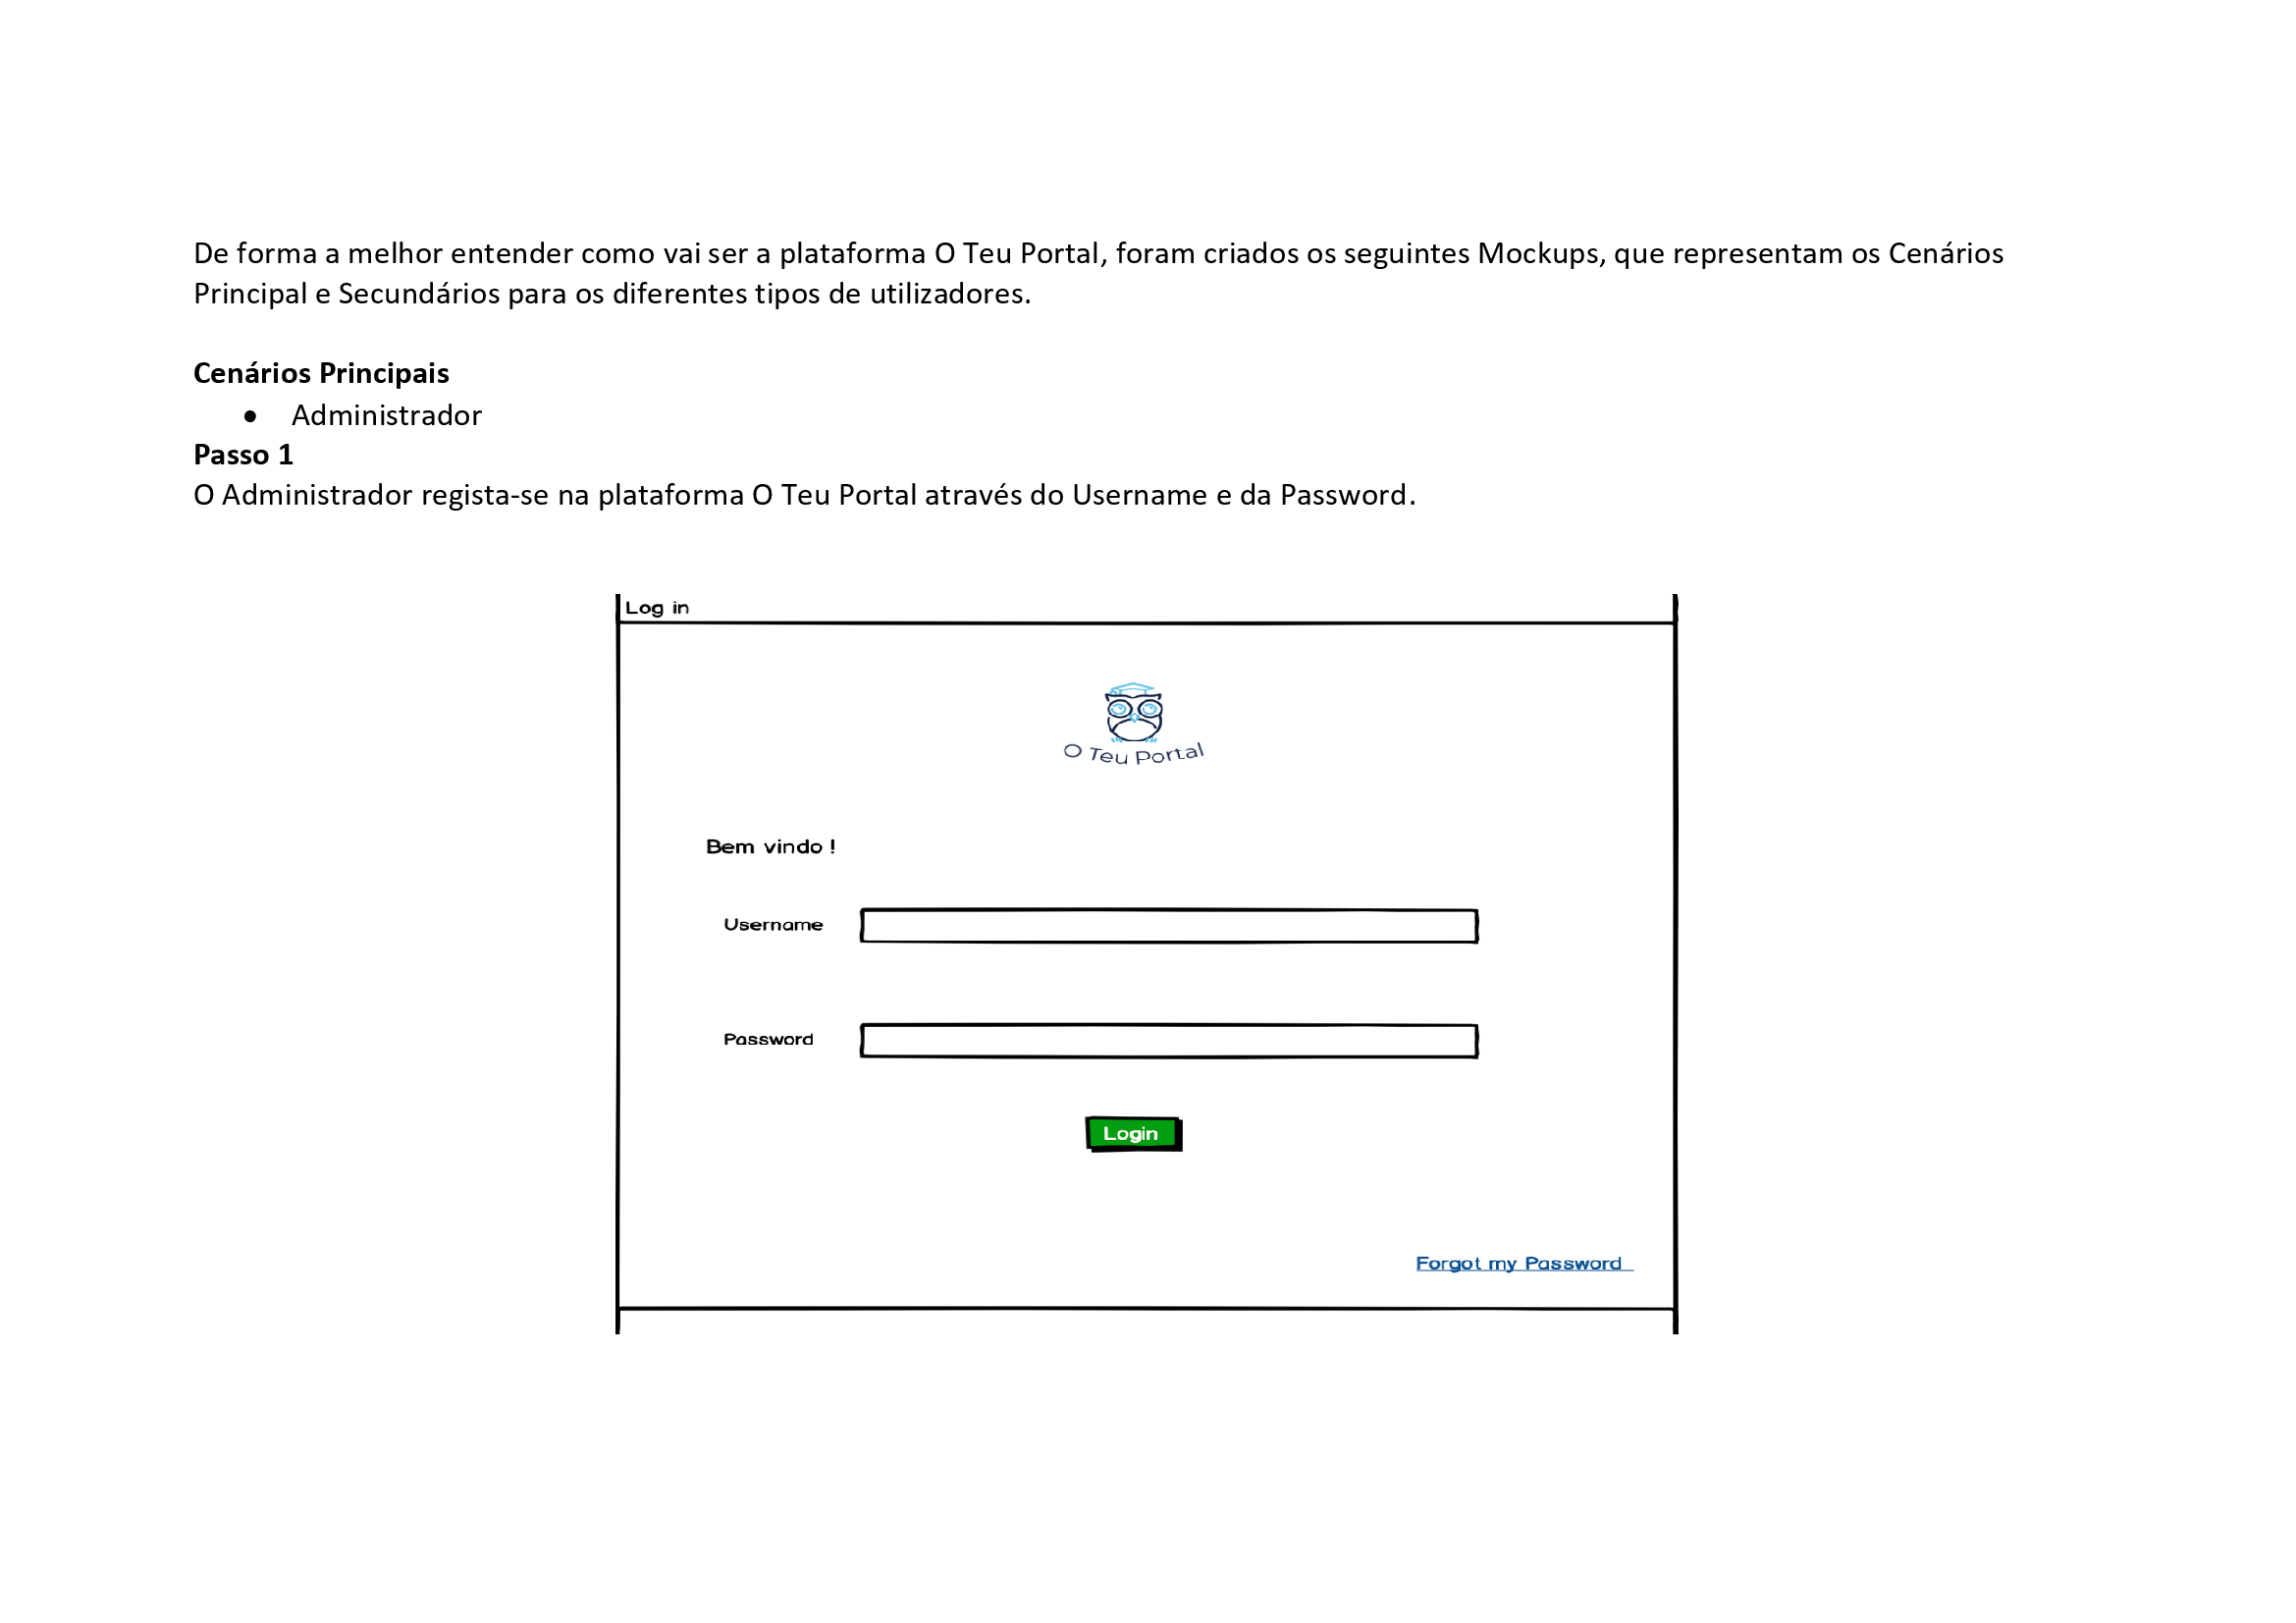 De forma a melhor entender como vai ser a plataforma O Teu Portal, foram criados os seguintes Mockups, que representam os Cenários
Principal e Secundários para os diferentes tipos de utilizadores.
Cenários Principais
• Administrador
Passo 1
O Administrador regista-se na plataforma O Teu Portal através do Username e da Password.
Log in
O Teu Portal
Bem vindo !
Username
Password
Login
Forgot my Password